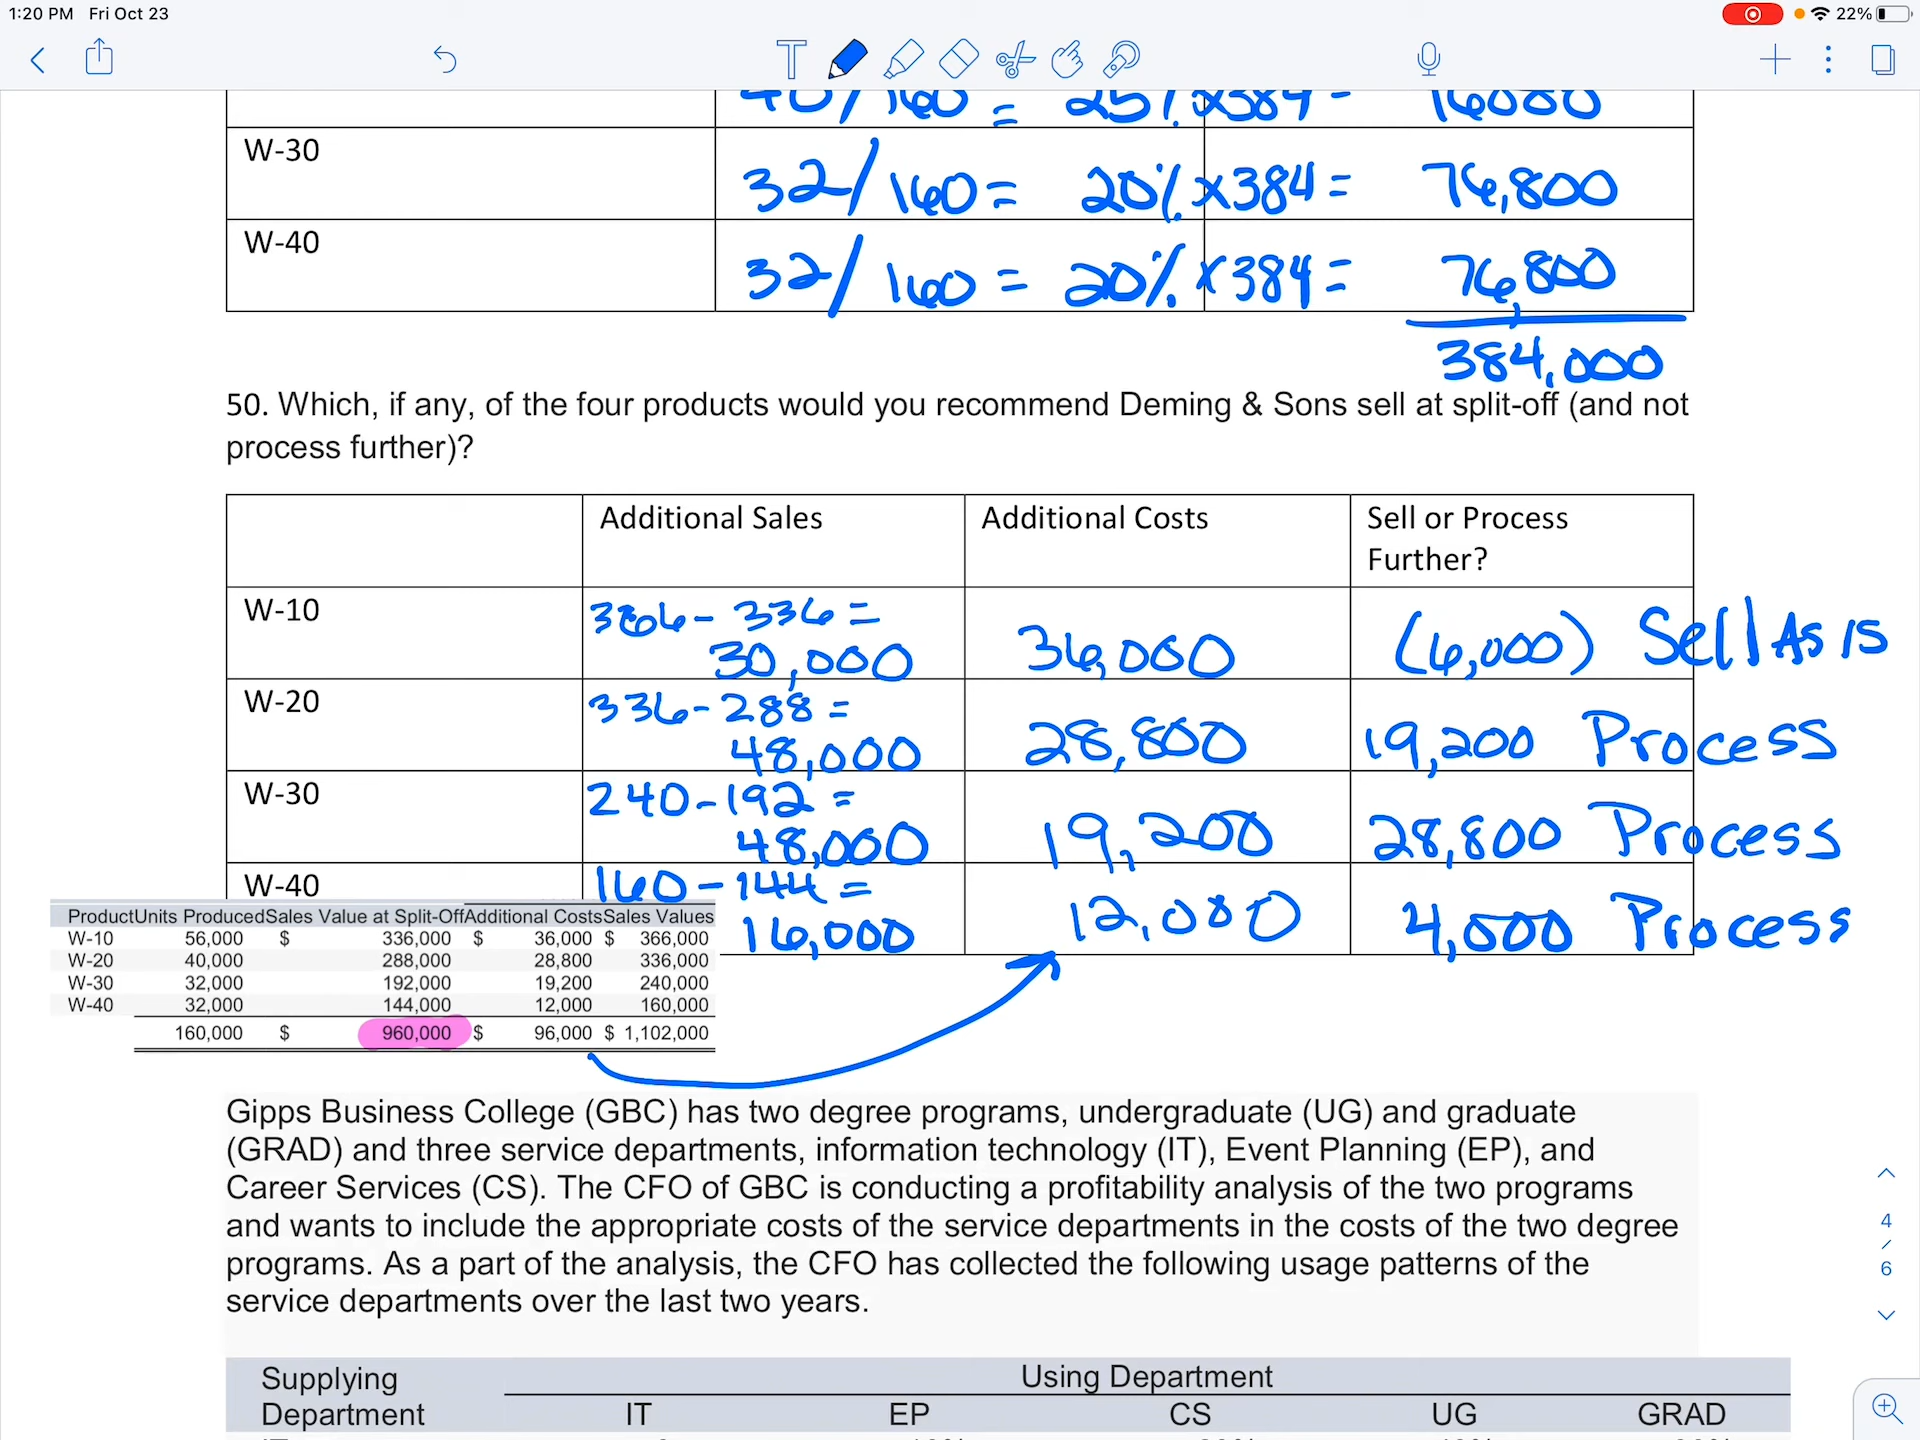 1:20 PM Fri Oct 23
22%
40/160 = 25% x384 =
W-30 32/160 = 20% x384 = 76,800
W-40 32/160 = 20% x384 = 76,800
384,000
50. Which, if any, of the four products would you recommend Deming & Sons sell at split-off (and not
process further)?
Additional Sales Additional Costs Sell or Process
Further?
W-10 366- 336 =
30,000 36,000 (6,000) Sell As is
W-20 336-288 =
48,000 28,800 19,200 Process
W-30 240-192 =
48,000 19,200 28,800 Process
W-40 160-144 =
16,000 12,000 4,000 Process
Product Units Produced Sales Value at Split-Off Additional Costs Sales Values
W-10 56,000 $ 336,000 $ 36,000 $ 366,000
W-20 40,000 288,000 28,800 336,000
W-30 32,000 192,000 19,200 240,000
W-40 32,000 144,000 12,000 160,000
160,000 $ 960,000 $ 96,000 $ 1,102,000
Gipps Business College (GBC) has two degree programs, undergraduate (UG) and graduate
(GRAD) and three service departments, information technology (IT), Event Planning (EP), and
Career Services (CS). The CFO of GBC is conducting a profitability analysis of the two programs
and wants to include the appropriate costs of the service departments in the costs of the two degree
programs. As a part of the analysis, the CFO has collected the following usage patterns of the
service departments over the last two years.
4
/
6
Supplying Using Department
Department IT EP CS UG GRAD